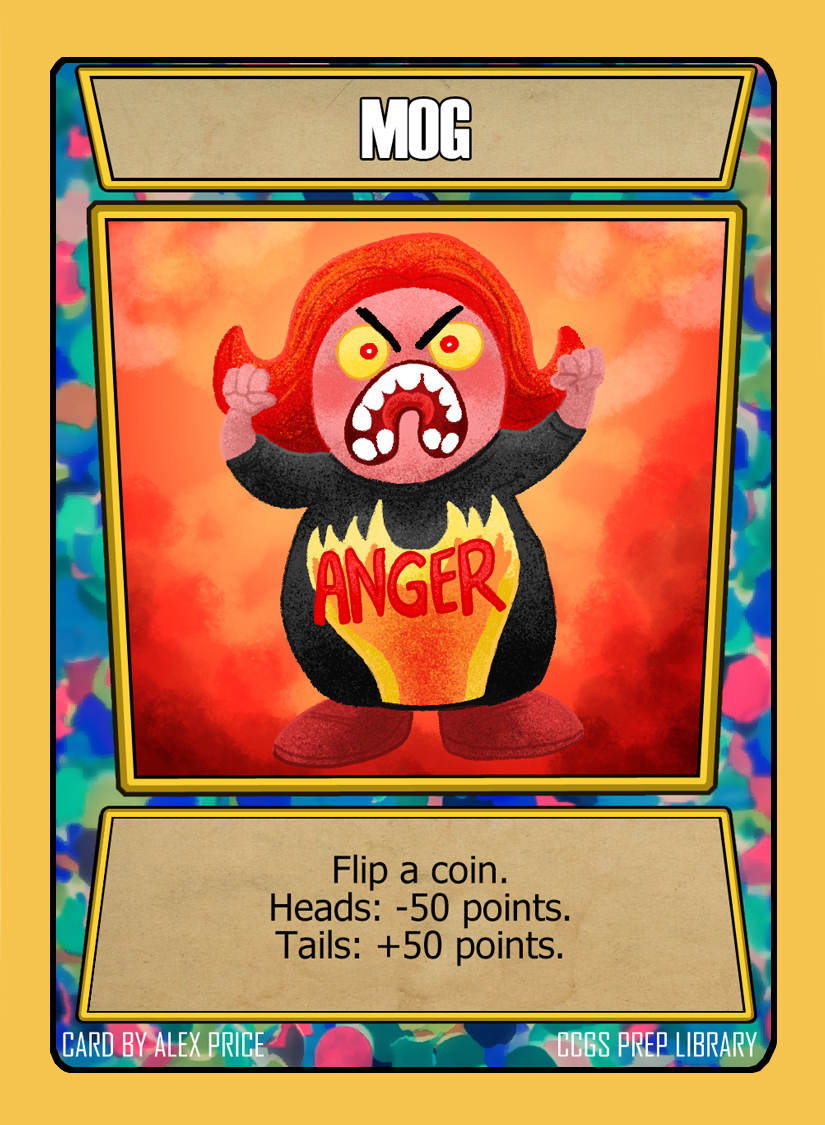 MOG
ANGER
Flip a coin.
Heads: -50 points.
Tails: +50 points.
CARD BY ALEX PRICE
CCGS PREP LIBRARY